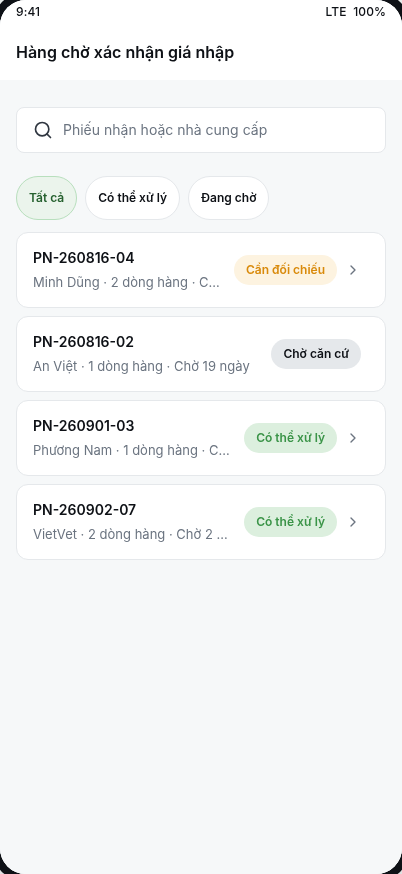 9:41 LTE 100%
Hàng chờ xác nhận giá nhập
Phiếu nhận hoặc nhà cung cấp
Tất cả Có thể xử lý Đang chờ
PN-260816-04
Cần đối chiếu
Minh Dũng · 2 dòng hàng · C...
PN-260816-02
Chờ căn cứ
An Việt · 1 dòng hàng · Chờ 19 ngày
PN-260901-03
Có thể xử lý
Phương Nam · 1 dòng hàng · C...
PN-260902-07
Có thể xử lý
VietVet · 2 dòng hàng · Chờ 2 ...